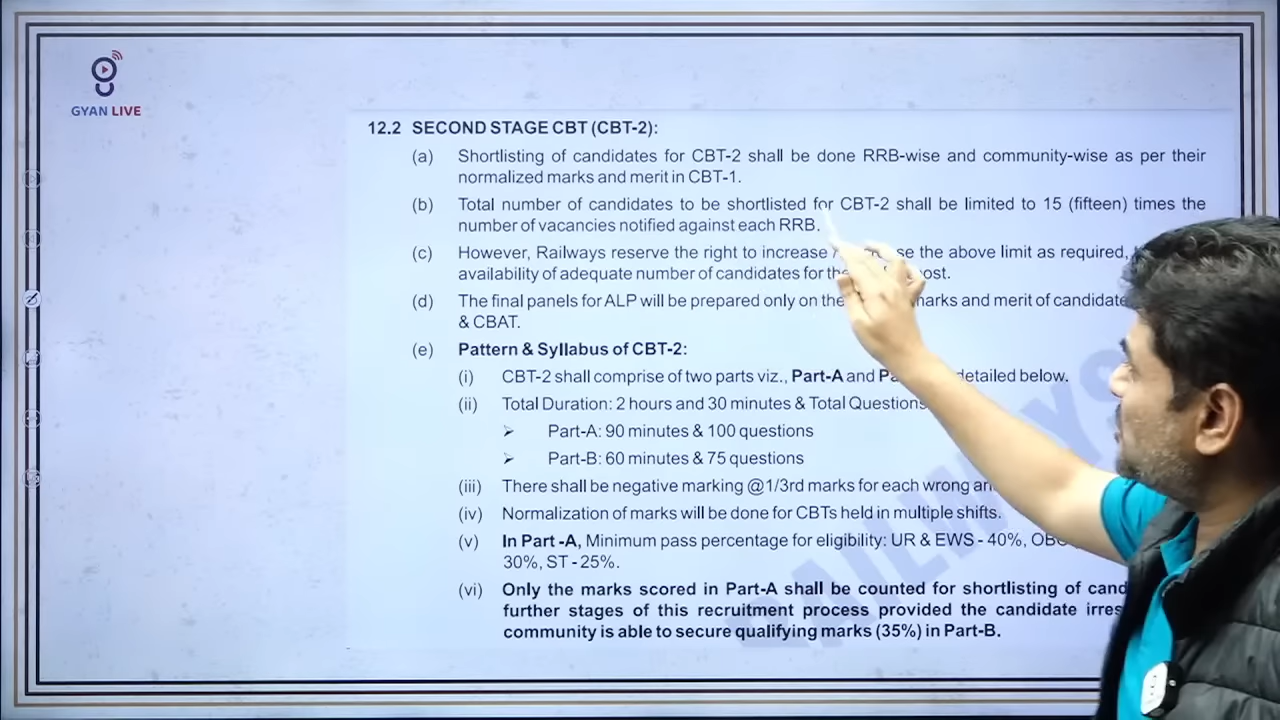 GYAN LIVE
12.2 SECOND STAGE CBT (CBT-2):
(a) Shortlisting of candidates for CBT-2 shall be done RRB-wise and community-wise as per their
normalized marks and merit in CBT-1.
(b) Total number of candidates to be shortlisted for CBT-2 shall be limited to 15 (fifteen) times the
number of vacancies notified against each RRB.
(c) However, Railways reserve the right to increase se the above limit as required,
availability of adequate number of candidates for the ost.
(d) The final panels for ALP will be prepared only on the arks and merit of candidate
& CBAT.
(e) Pattern & Syllabus of CBT-2:
(i) CBT-2 shall comprise of two parts viz., Part-A and detailed below.
(ii) Total Duration: 2 hours and 30 minutes & Total Questions
➢ Part-A: 90 minutes & 100 questions
➢ Part-B: 60 minutes & 75 questions
(iii) There shall be negative marking @1/3rd marks for each wrong
(iv) Normalization of marks will be done for CBTs held in multiple shifts.
(v) In Part -A, Minimum pass percentage for eligibility: UR & EWS - 40%,
30%, ST - 25%.
(vi) Only the marks scored in Part-A shall be counted for shortlisting of cand
further stages of this recruitment process provided the candidate irres
community is able to secure qualifying marks (35%) in Part-B.
RAILWAYS